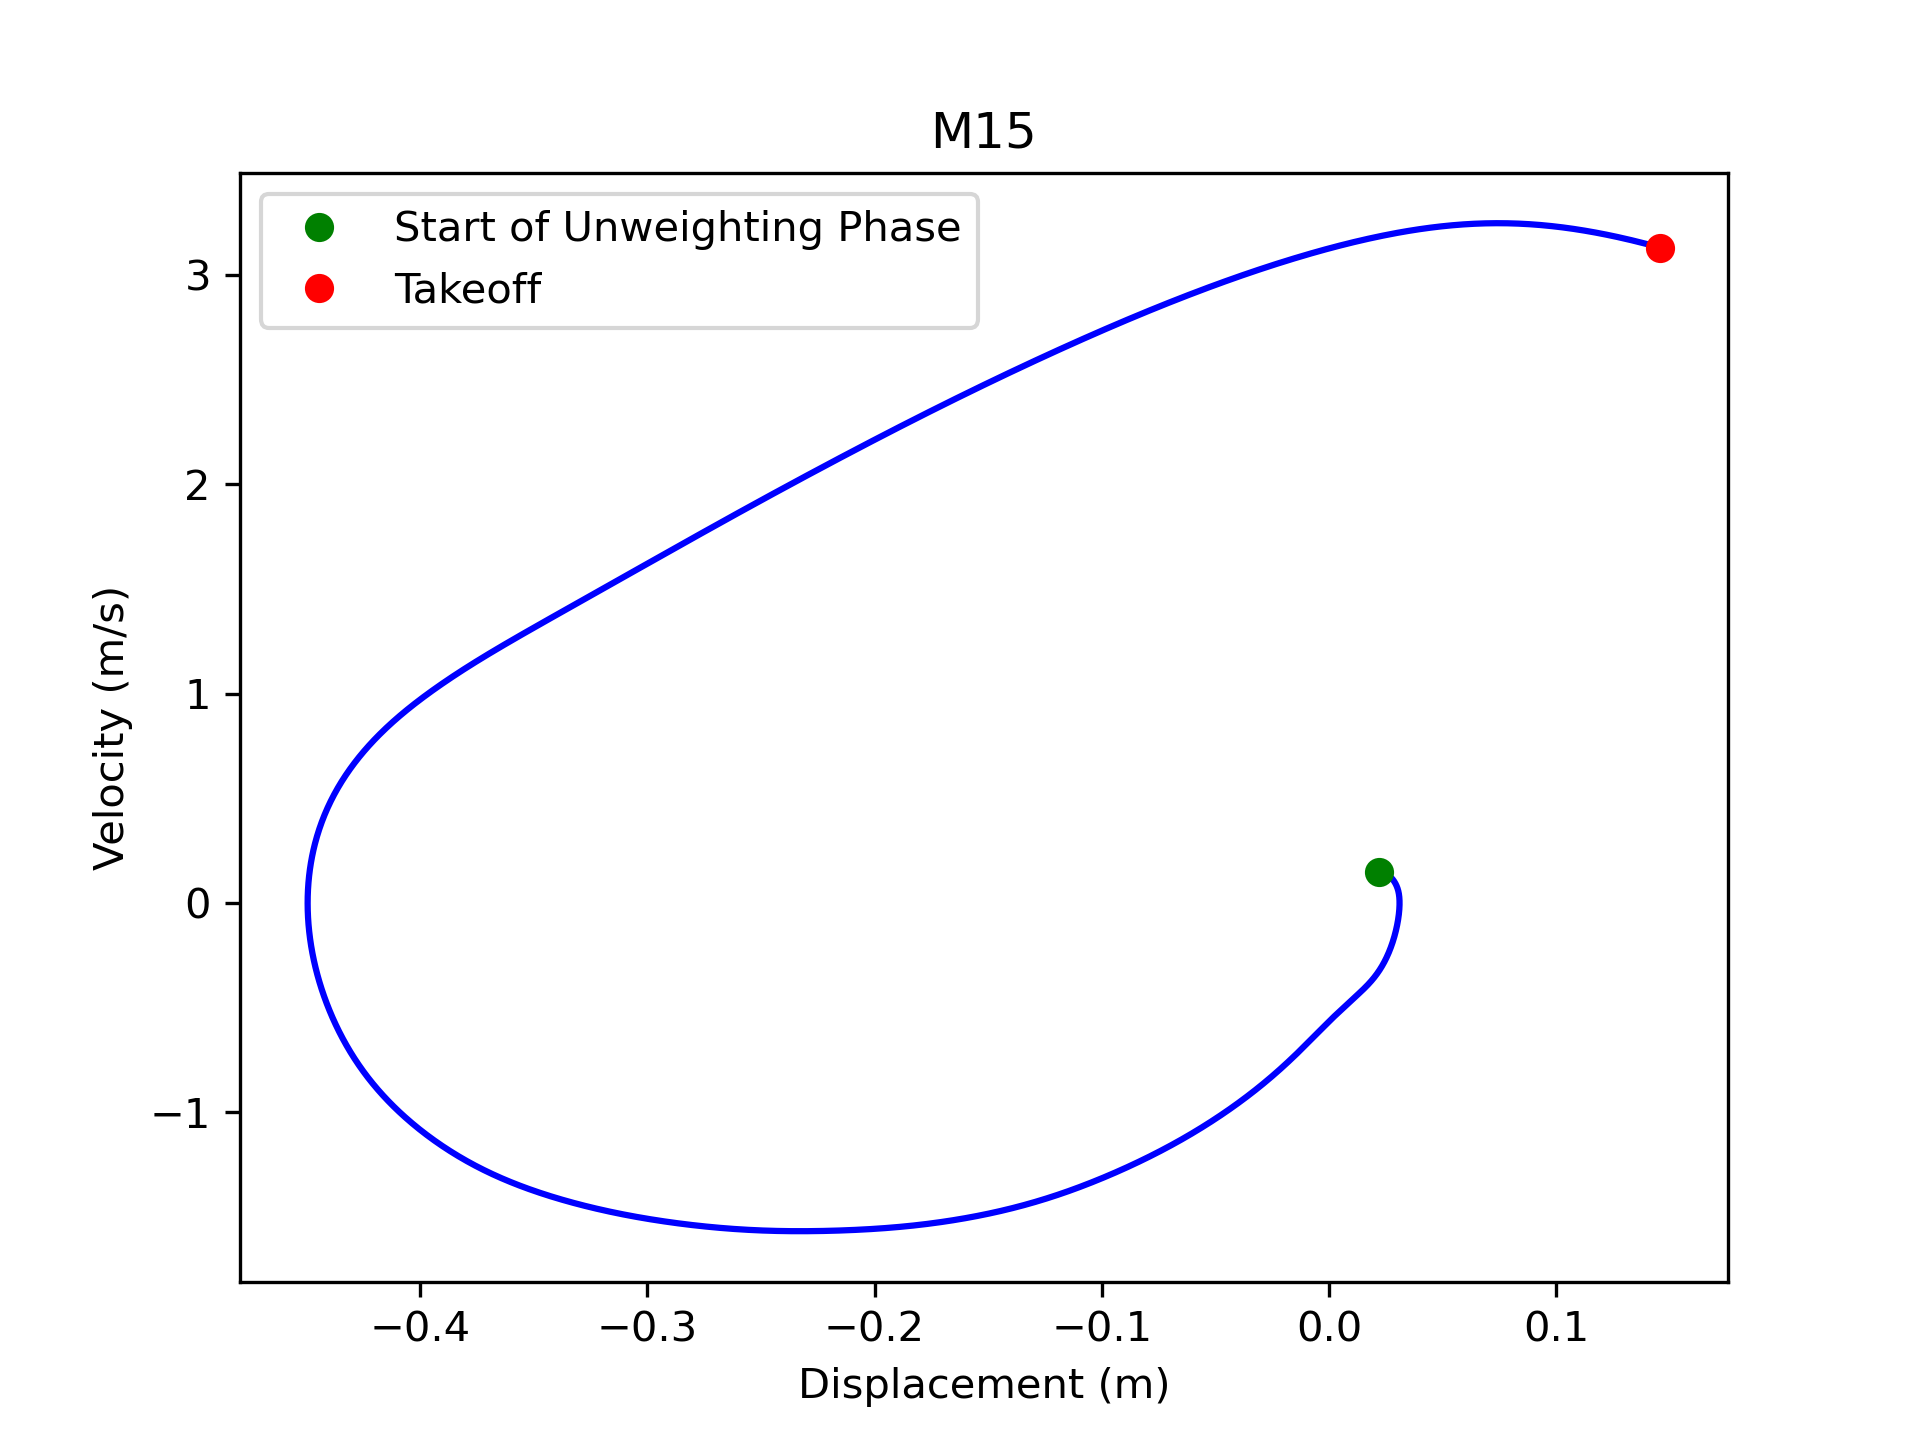 M15
Start of Unweighting Phase
Takeoff
3
2
1
0
−1
Velocity (m/s)
−0.4 −0.3 −0.2 −0.1 0.0 0.1
Displacement (m)